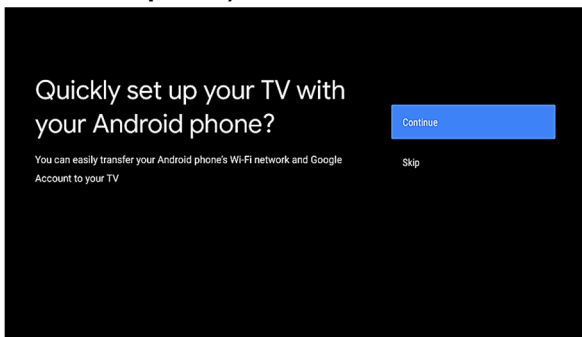 Quickly set up your TV with
your Android phone?
You can easily transfer your Android phone's Wi-Fi network and Google
Account to your TV
Continue
Skip